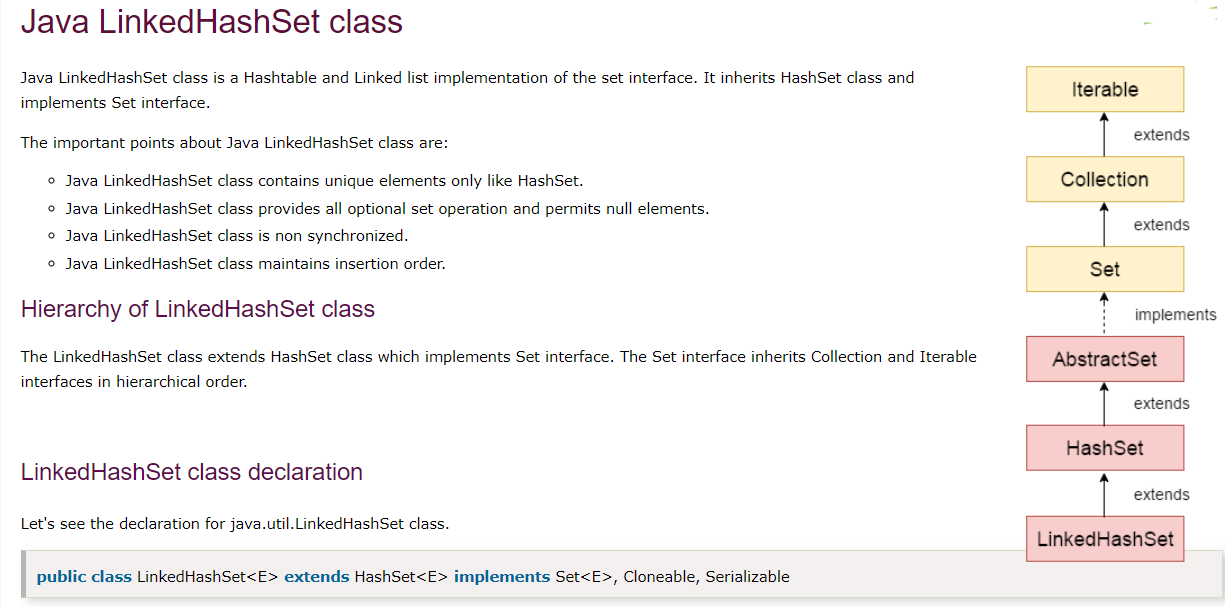 Java LinkedHashSet class
Java LinkedHashSet class is a Hashtable and Linked list implementation of the set interface. It inherits HashSet class and
implements Set interface.
The important points about Java LinkedHashSet class are:
Java LinkedHashSet class contains unique elements only like HashSet.
Java LinkedHashSet class provides all optional set operation and permits null elements.
Java LinkedHashSet class is non synchronized.
Java LinkedHashSet class maintains insertion order.
Hierarchy of LinkedHashSet class
The LinkedHashSet class extends HashSet class which implements Set interface. The Set interface inherits Collection and Iterable
interfaces in hierarchical order.
LinkedHashSet class declaration
Let's see the declaration for java.util.LinkedHashSet class.
public class LinkedHashSet<E> extends HashSet<E> implements Set<E>, Cloneable, Serializable
Iterable
extends
Collection
extends
Set
implements
AbstractSet
extends
HashSet
extends
LinkedHashSet